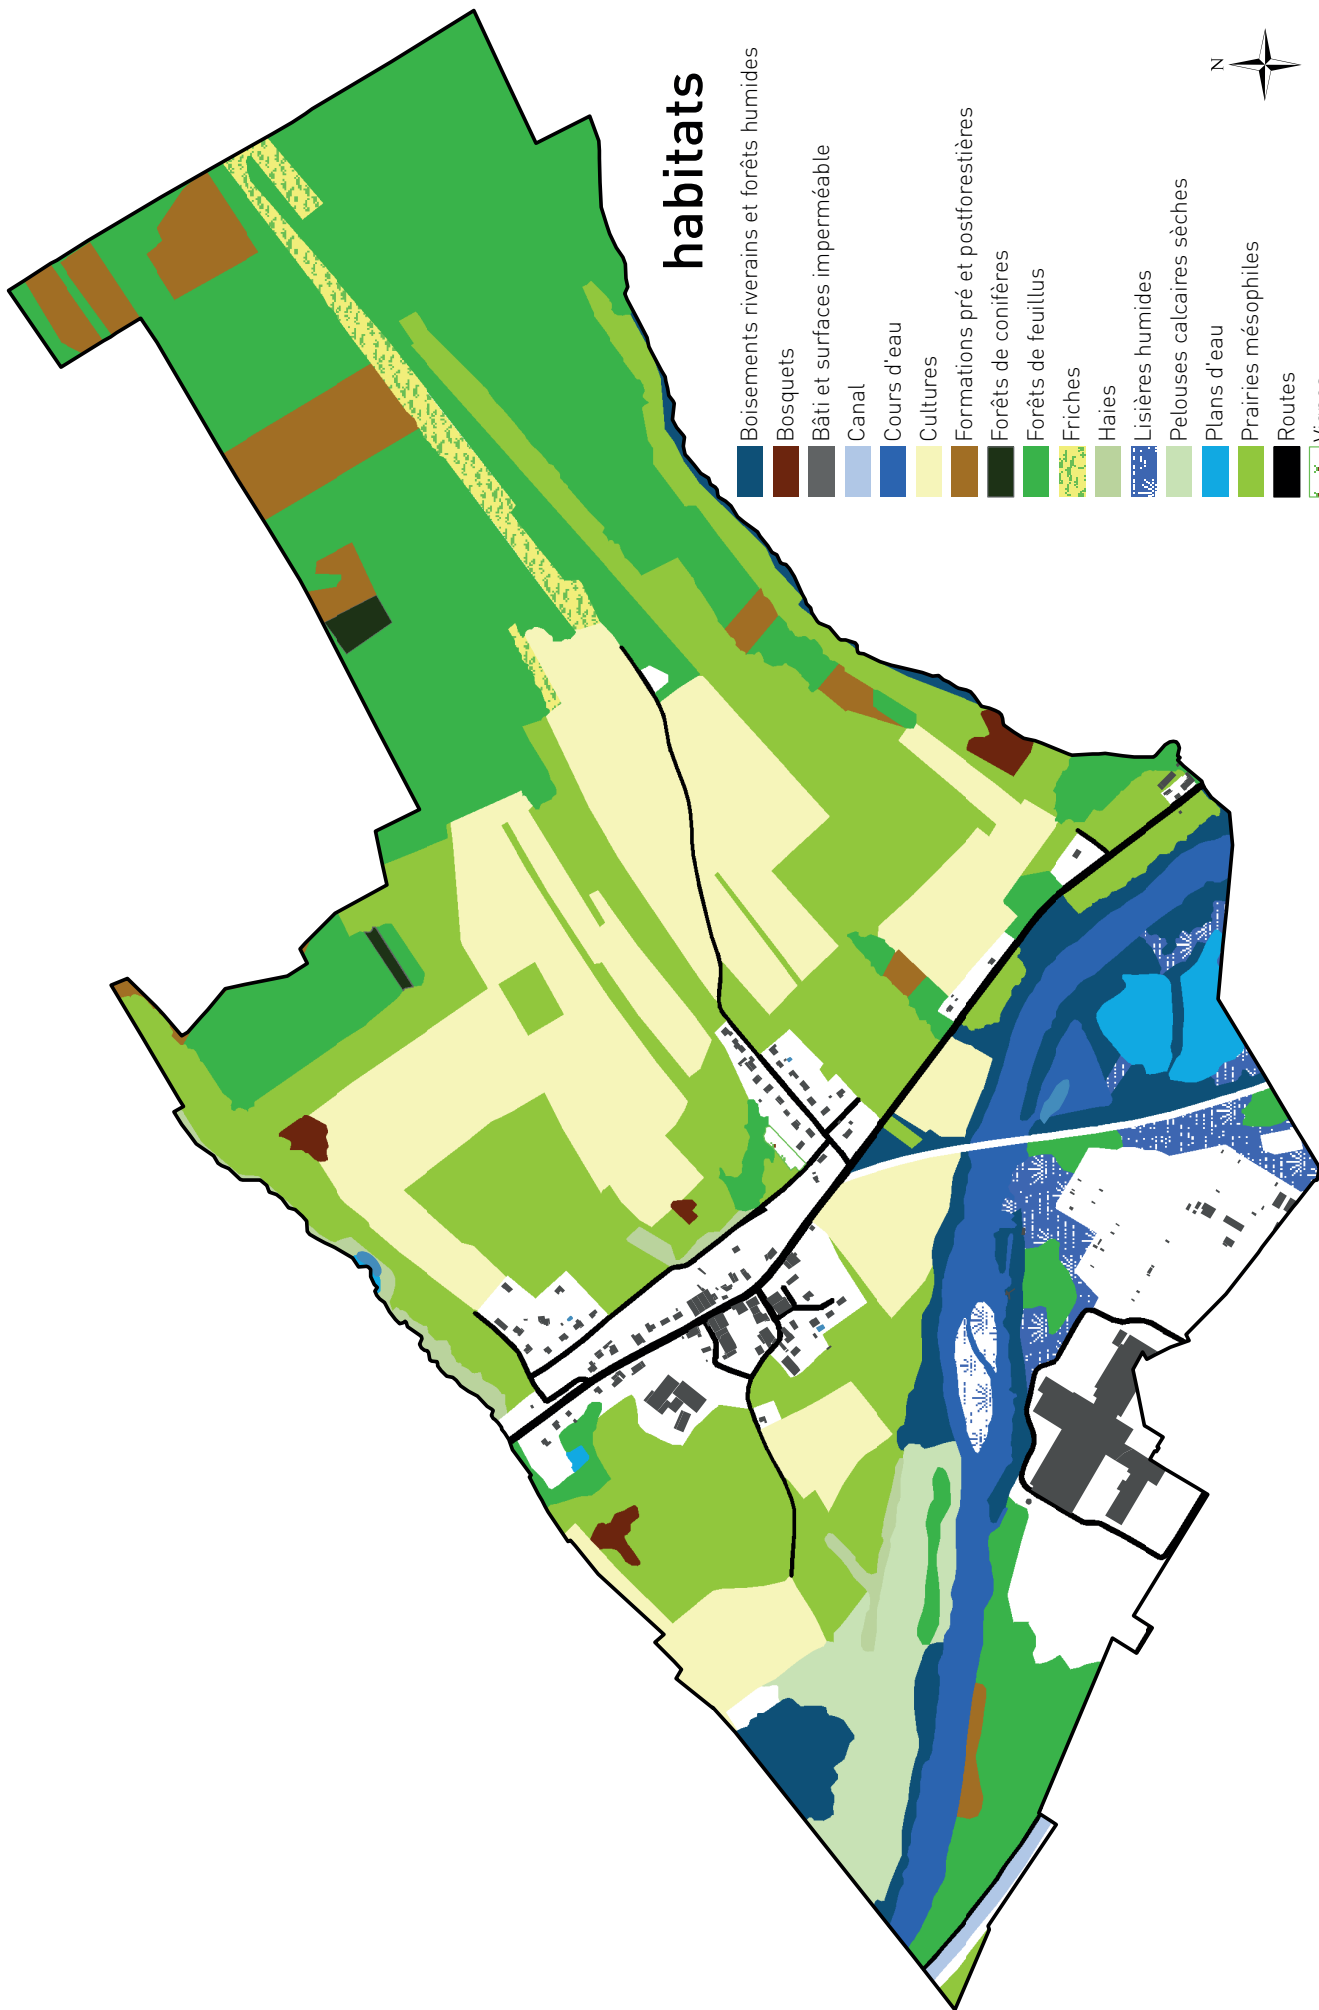 habitats
Boisements riverains et forêts humides
Bosquets
Bâti et surfaces imperméable
Canal
Cours d'eau
Cultures
Formations pré et postforestières
Forêts de conifères
Forêts de feuillus
Friches
Haies
Lisières humides
Pelouses calcaires sèches
Plans d'eau
Prairies mésophiles
Routes
N